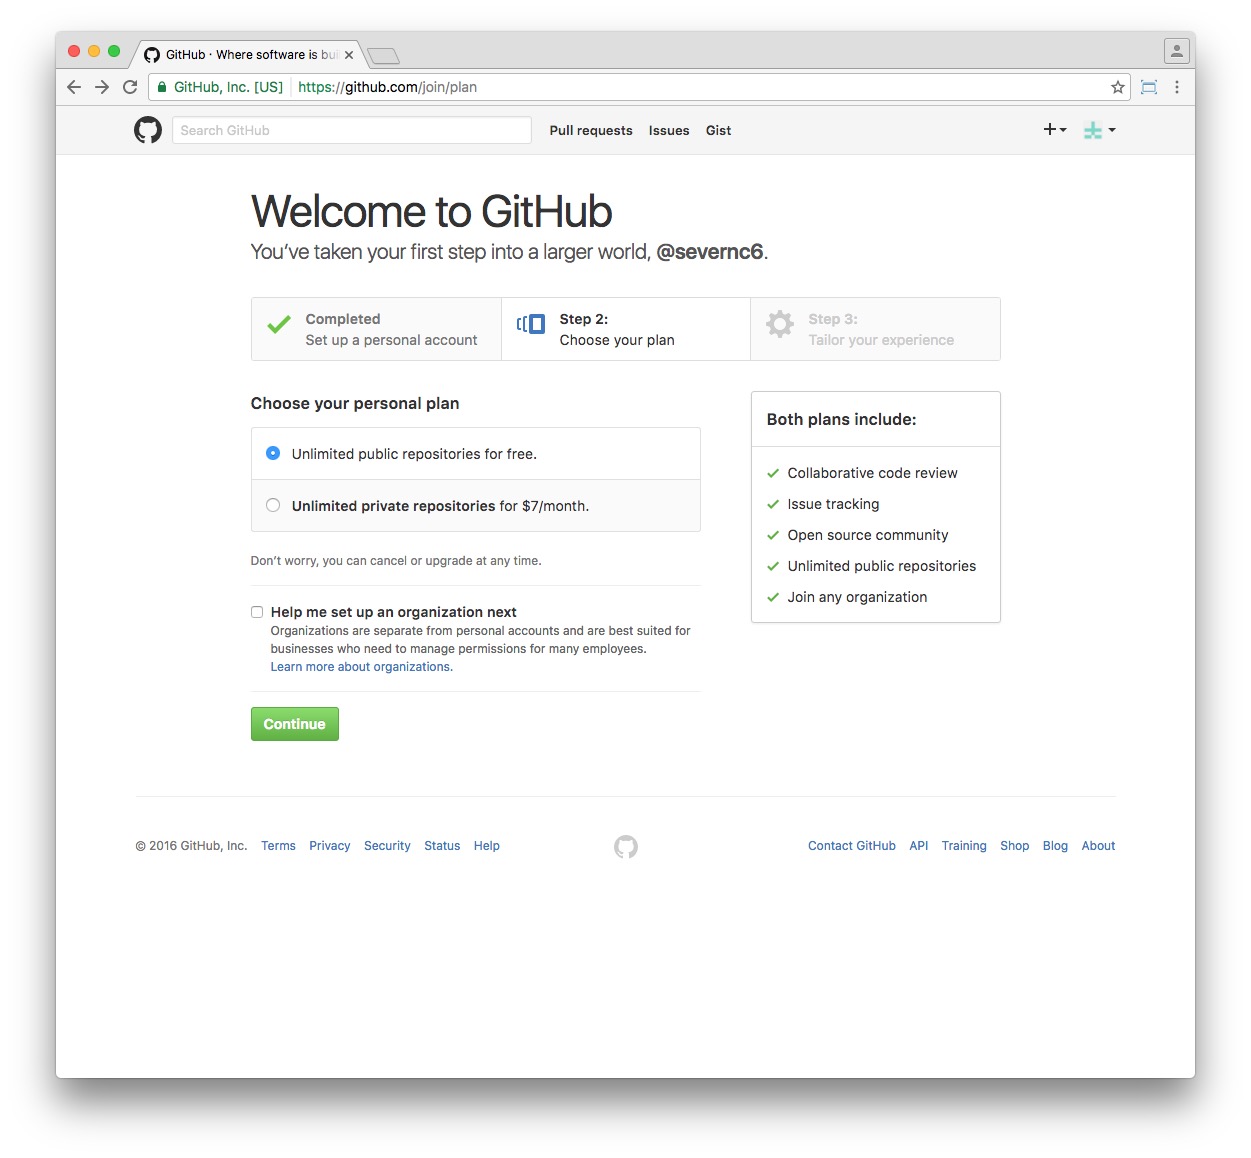 GitHub · Where software is bui
GitHub, Inc. [US]  https://github.com/join/plan
Search GitHub  Pull requests  Issues  Gist
Welcome to GitHub
You've taken your first step into a larger world, @severnc6.
Completed
Set up a personal account
Step 2:
Choose your plan
Step 3:
Tailor your experience
Choose your personal plan
Unlimited public repositories for free.
Unlimited private repositories for $7/month.
Don't worry, you can cancel or upgrade at any time.
Help me set up an organization next
Organizations are separate from personal accounts and are best suited for
businesses who need to manage permissions for many employees.
Learn more about organizations.
Continue
Both plans include:
Collaborative code review
Issue tracking
Open source community
Unlimited public repositories
Join any organization
© 2016 GitHub, Inc.  Terms  Privacy  Security  Status  Help  Contact GitHub  API  Training  Shop  Blog  About